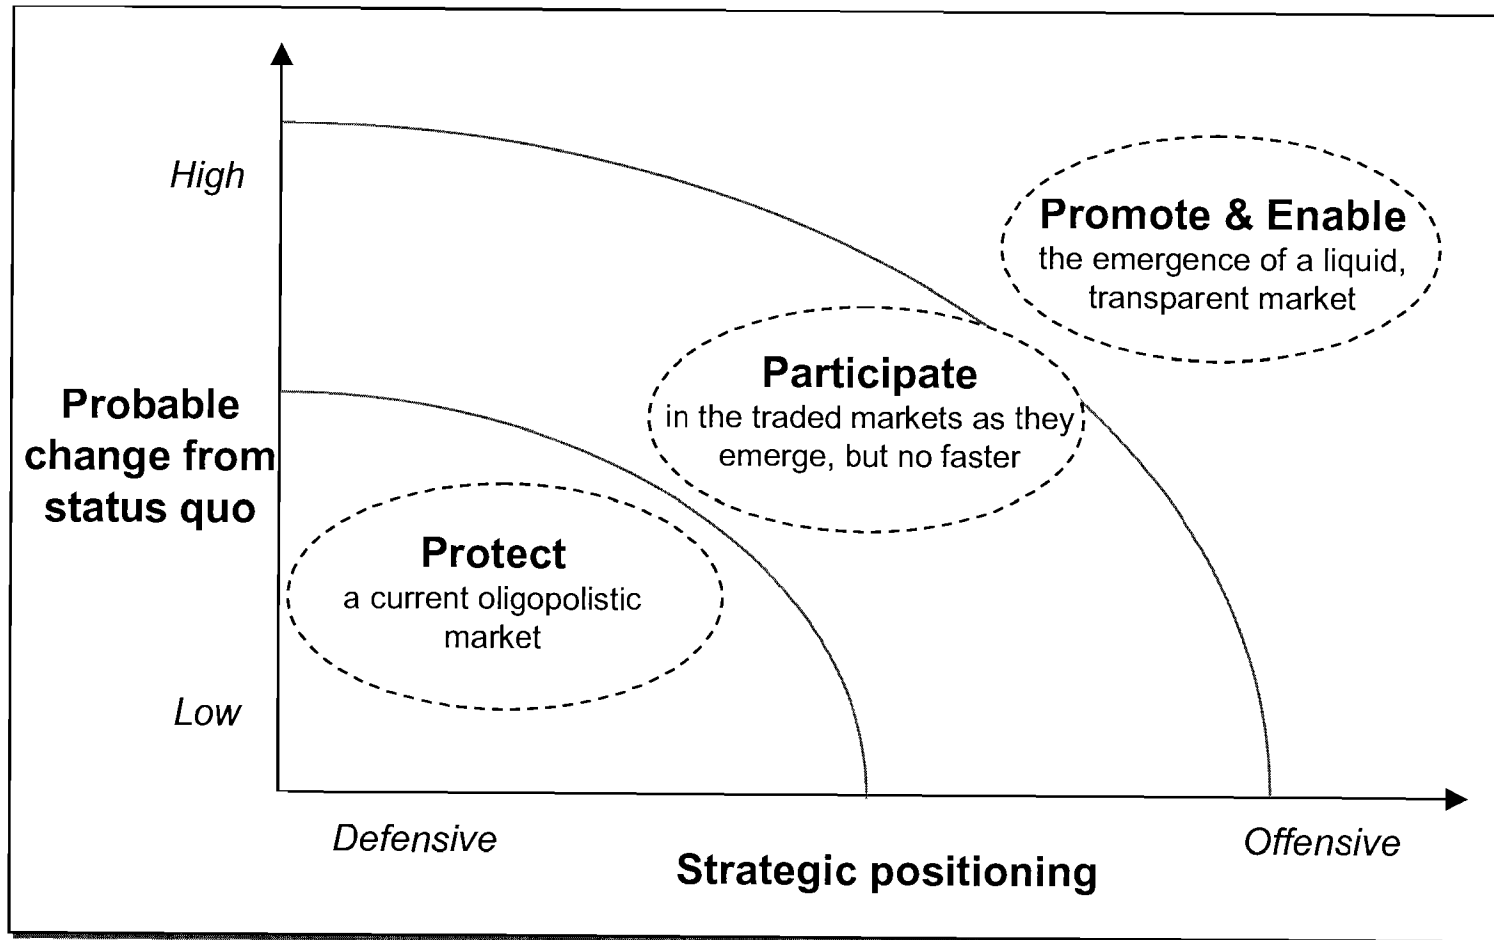 High
Promote & Enable
the emergence of a liquid,
transparent market
Participate
in the traded markets as they
emerge, but no faster
Probable
change from
status quo
Protect
a current oligopolistic
market
Low
Defensive
Offensive
Strategic positioning